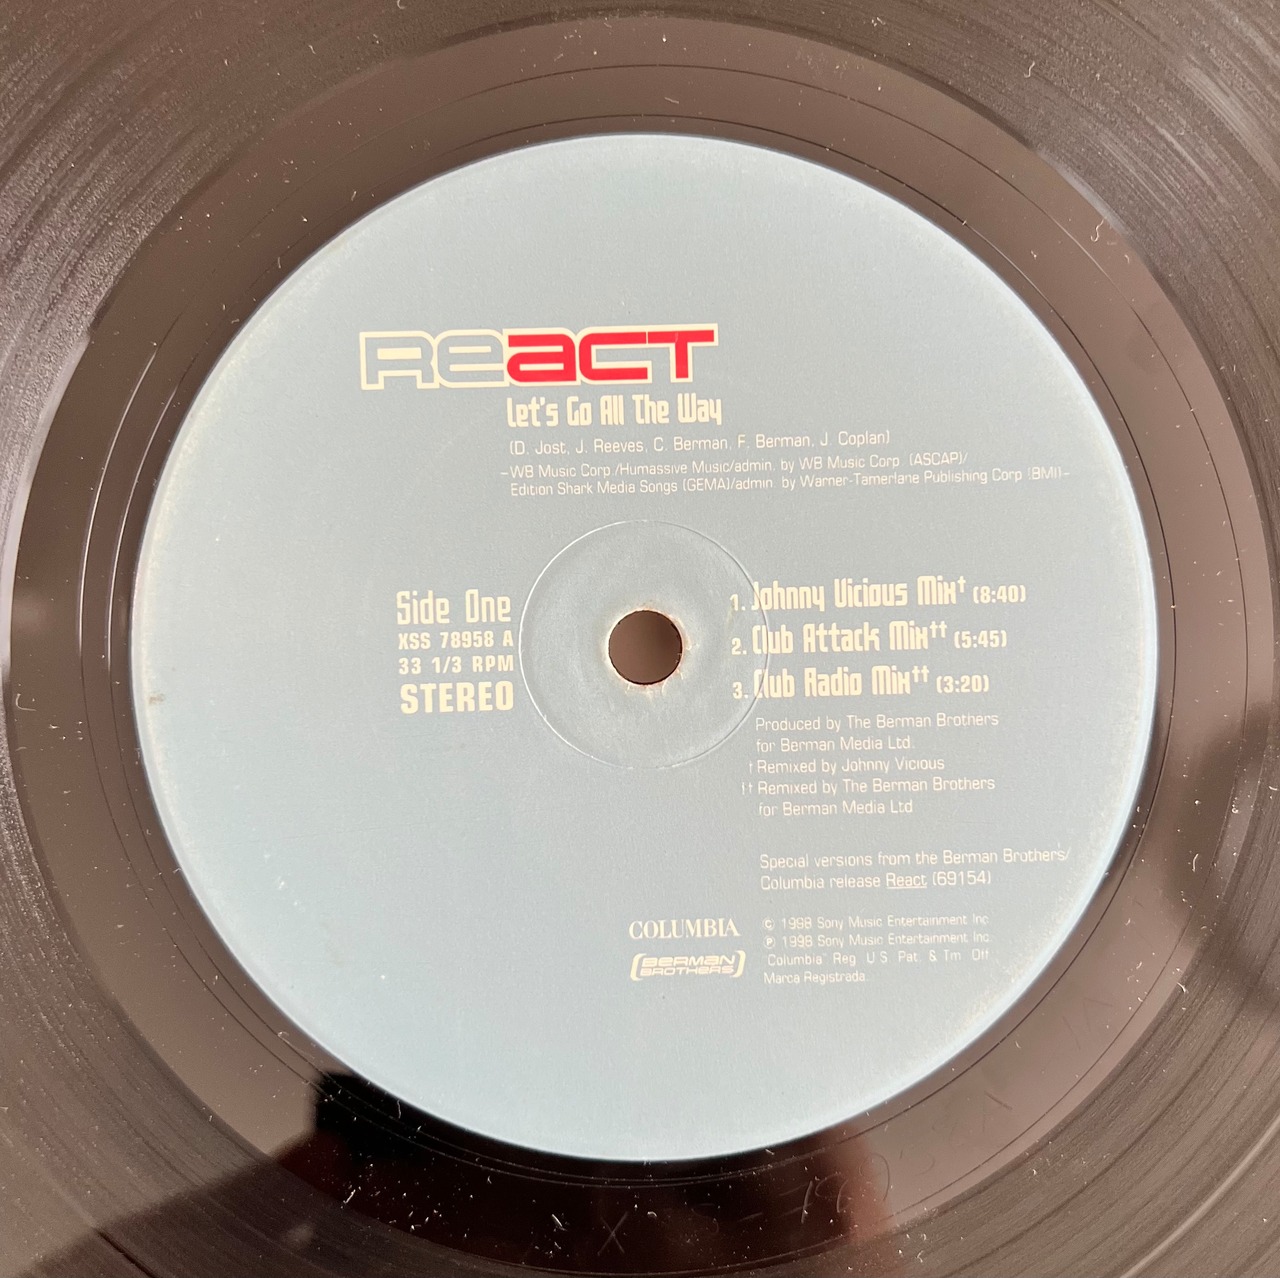 REACT
Let's Go All The Way
(D. Jost, J. Reeves, C. Berman, F. Berman, J. Coplan)
–WB Music Corp./Humassive Music/admin. by WB Music Corp. (ASCAP)/
Edition Shark Media Songs (GEMA)/admin. by Warner-Tamerlane Publishing Corp (BMI)–
Side One
XSS 78958 A
33 1/3 RPM
STEREO
1. Johnny Vicious Mix† (8:40)
2. Club Attack Mix†† (5:45)
3. Club Radio Mix†† (3:20)
Produced by The Berman Brothers
for Berman Media Ltd.
† Remixed by Johnny Vicious
†† Remixed by The Berman Brothers
for Berman Media Ltd
Special versions from the Berman Brothers/
Columbia release React (69154)
COLUMBIA
BERMAN
BROTHERS
© 1998 Sony Music Entertainment Inc.
℗ 1998 Sony Music Entertainment Inc.
"Columbia" Reg. U.S. Pat. & Tm. Off.
Marca Registrada.